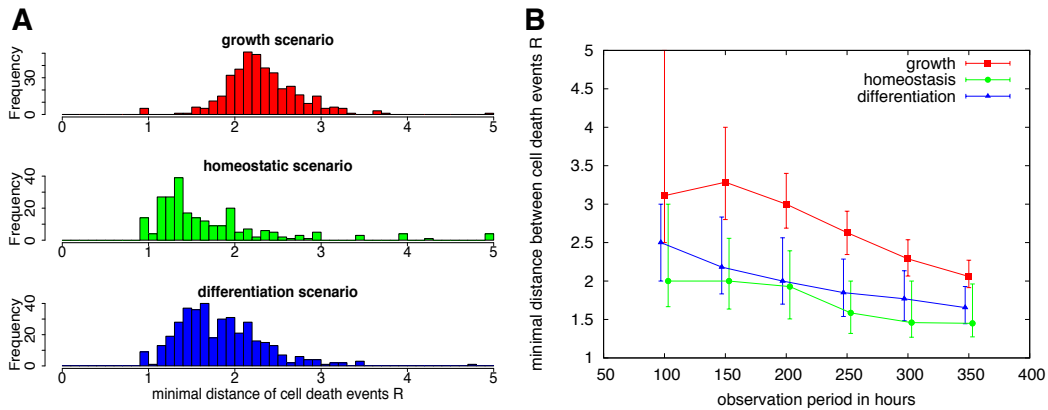 A
growth scenario
Frequency
0 30
0 1 2 3 4 5
homeostatic scenario
Frequency
0 20 40
0 1 2 3 4 5
differentiation scenario
Frequency
0 20 40
0 1 2 3 4 5
minimal distance of cell death events R
B
minimal distance between cell death events R
5
4.5
4
3.5
3
2.5
2
1.5
1
growth
homeostasis
differentiation
50 100 150 200 250 300 350 400
observation period in hours